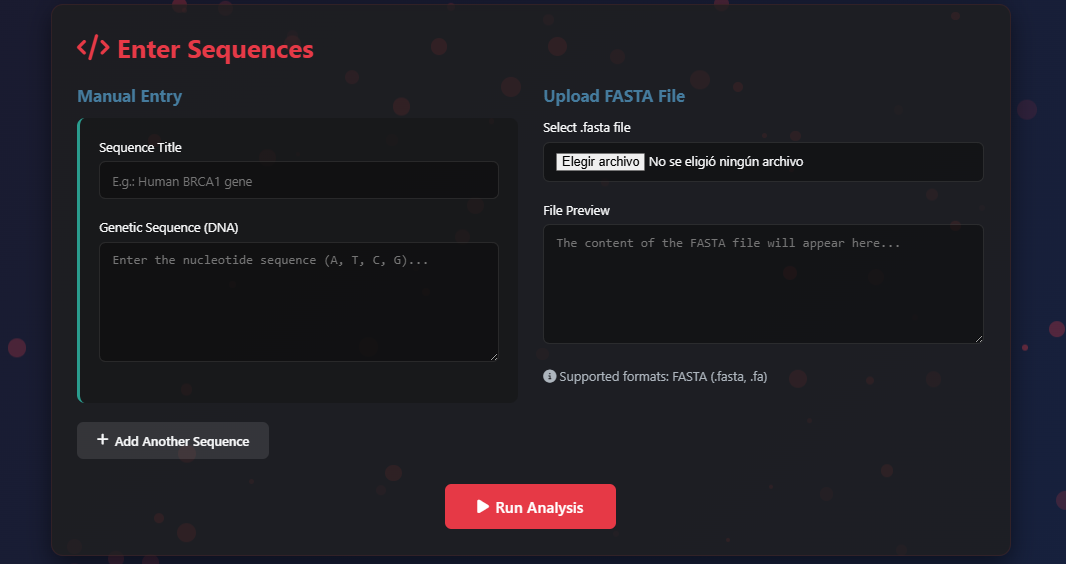 </> Enter Sequences
Manual Entry
Sequence Title
E.g.: Human BRCA1 gene
Genetic Sequence (DNA)
Enter the nucleotide sequence (A, T, C, G)...
+ Add Another Sequence
Upload FASTA File
Select .fasta file
Elegir archivo No se eligió ningún archivo
File Preview
The content of the FASTA file will appear here...
Supported formats: FASTA (.fasta, .fa)
Run Analysis